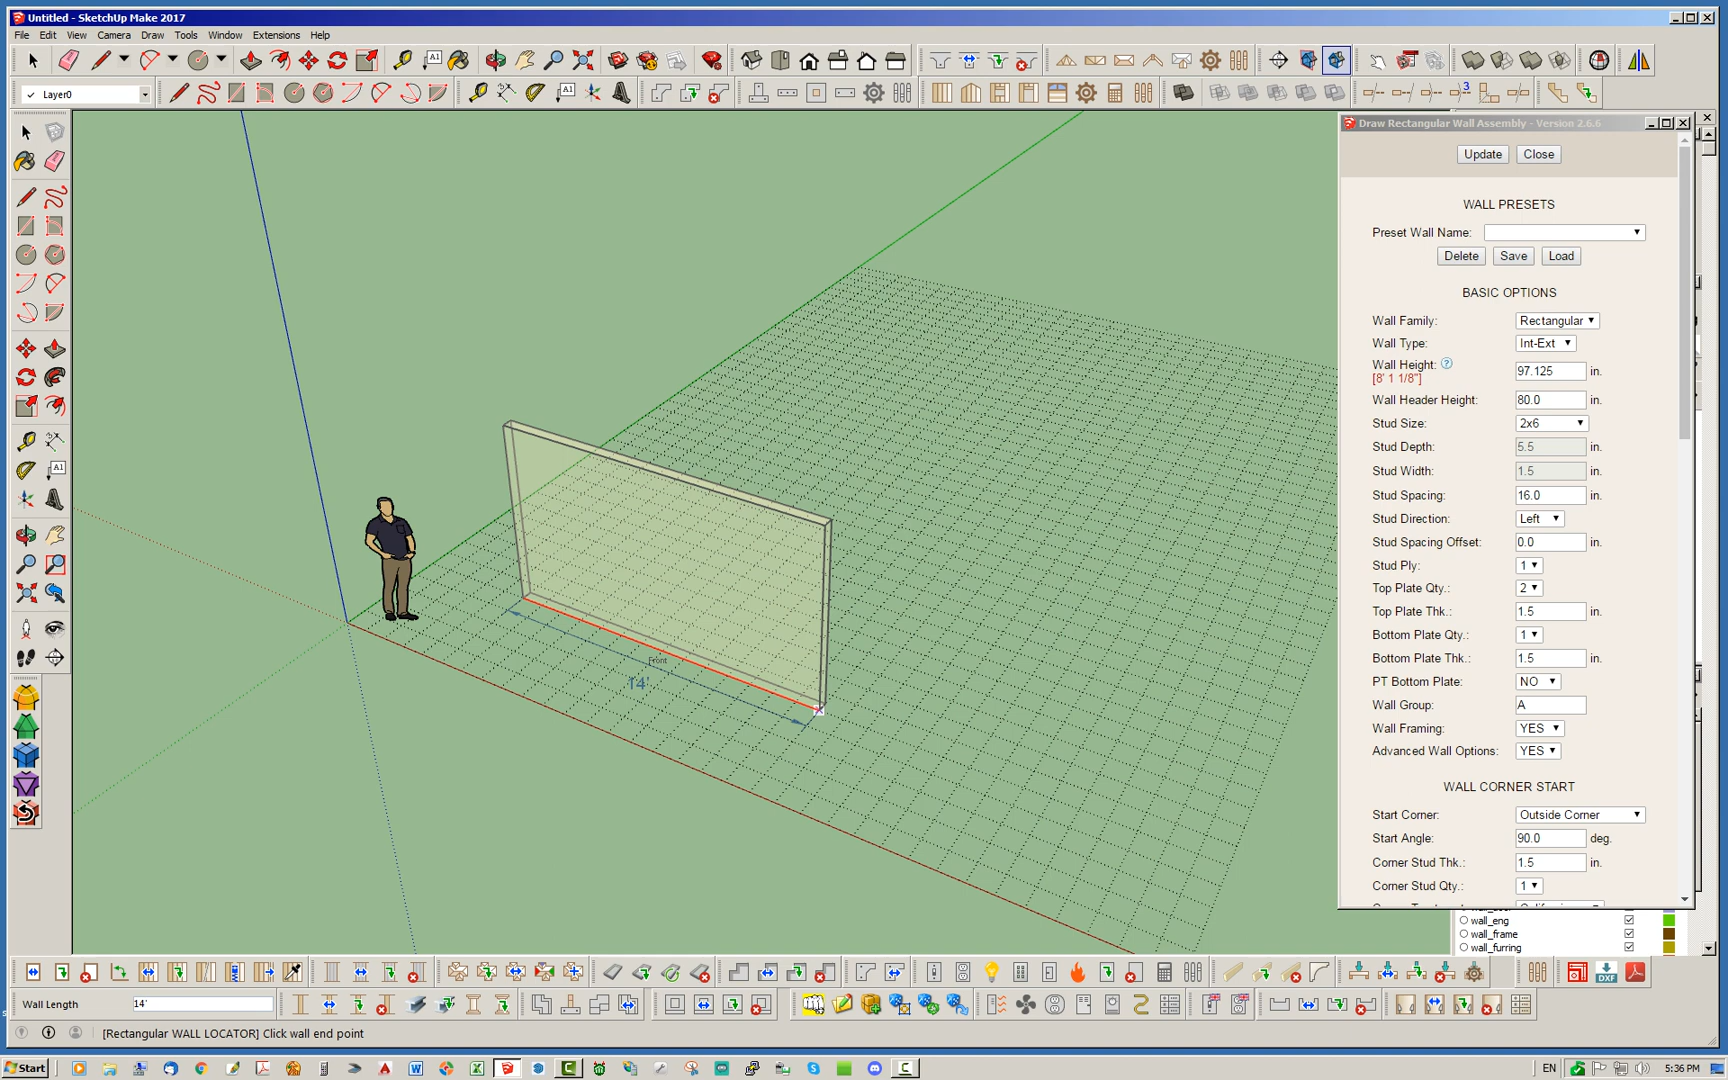 Untitled - SketchUp Make 2017
File Edit View Camera Draw Tools Window Extensions Help
A1
✓ Layer0
A1
3
Draw Rectangular Wall Assembly - Version 2.6.6
Update Close
WALL PRESETS
Preset Wall Name:
Delete Save Load
BASIC OPTIONS
Wall Family: Rectangular
Wall Type: Int-Ext
Wall Height: ? 97.125 in.
[8' 1 1/8"]
Wall Header Height: 80.0 in.
Stud Size: 2x6
Stud Depth: 5.5 in.
Stud Width: 1.5 in.
Stud Spacing: 16.0 in.
Stud Direction: Left
Stud Spacing Offset: 0.0 in.
Stud Ply: 1
Top Plate Qty.: 2
Top Plate Thk.: 1.5 in.
Bottom Plate Qty.: 1
Bottom Plate Thk.: 1.5 in.
PT Bottom Plate: NO
Wall Group: A
Wall Framing: YES
Advanced Wall Options: YES
WALL CORNER START
Start Corner: Outside Corner
Start Angle: 90.0 deg.
Corner Stud Thk.: 1.5 in.
Corner Stud Qty.: 1
A1
Front
14'
wall_eng
wall_frame
wall_furring
DXF
Wall Length 14'
[Rectangular WALL LOCATOR] Click wall end point
Start
EN
5:36 PM